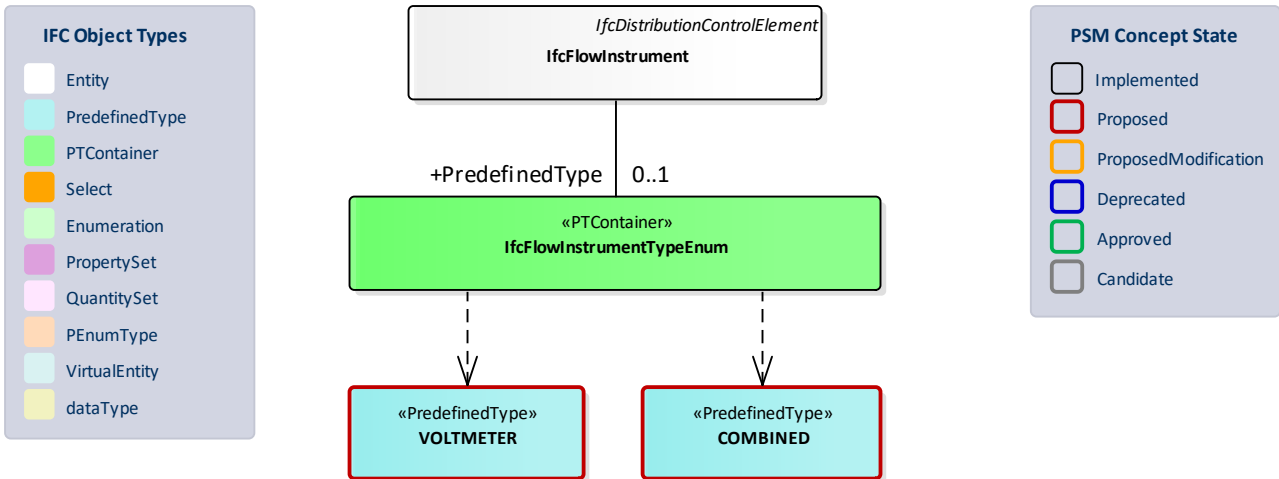 IFC Object Types
Entity
PredefinedType
PTContainer
Select
Enumeration
PropertySet
QuantitySet
PEnumType
VirtualEntity
dataType
IfcDistributionControlElement
IfcFlowInstrument
+PredefinedType 0..1
«PTContainer»
IfcFlowInstrumentTypeEnum
«PredefinedType»
VOLTMETER
«PredefinedType»
COMBINED
PSM Concept State
Implemented
Proposed
ProposedModification
Deprecated
Approved
Candidate